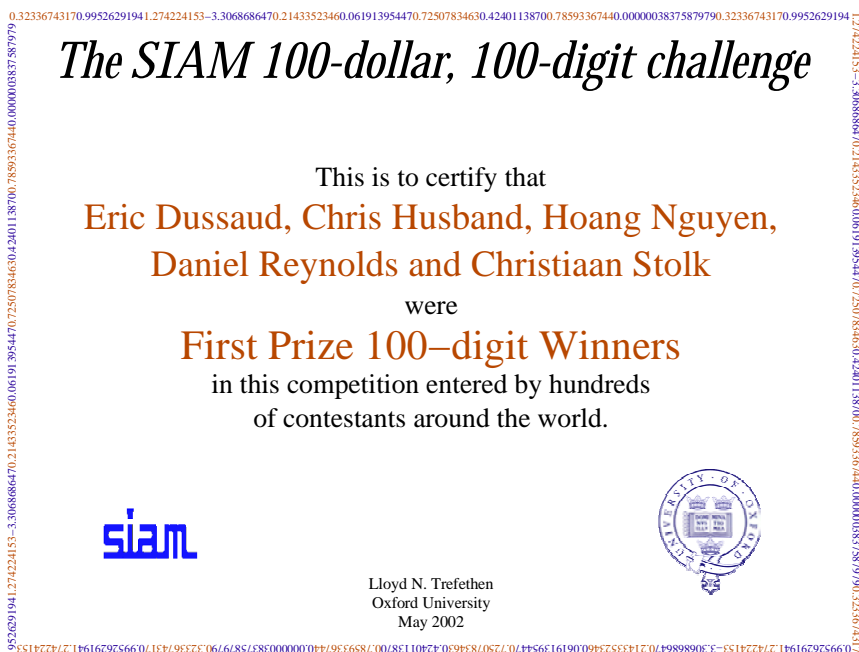 0.32336743170.99526291941.274224153−3.3068686470.21433523460.061913954470.72507834630.42401138700.78593367440.00000038375879790.32336743170.9952629194
The SIAM 100-dollar, 100-digit challenge
This is to certify that
Eric Dussaud, Chris Husband, Hoang Nguyen,
Daniel Reynolds and Christiaan Stolk
were
First Prize 100−digit Winners
in this competition entered by hundreds
of contestants around the world.
siam
UNIVERSITY · OF · OXFORD
Lloyd N. Trefethen
Oxford University
May 2002